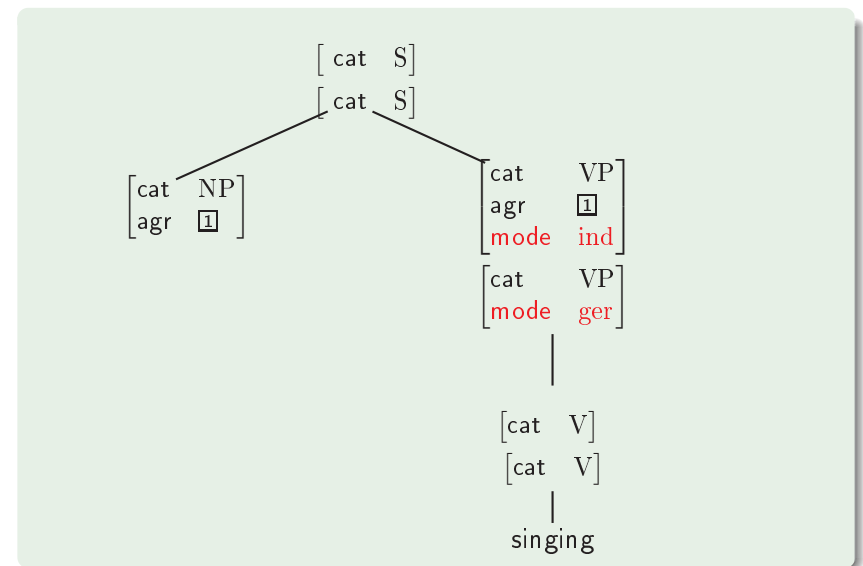 [ cat S]
[ cat S]
[cat NP
agr 1]
[cat VP
agr 1
mode ind]
[cat VP
mode ger]
[cat V]
[cat V]
singing